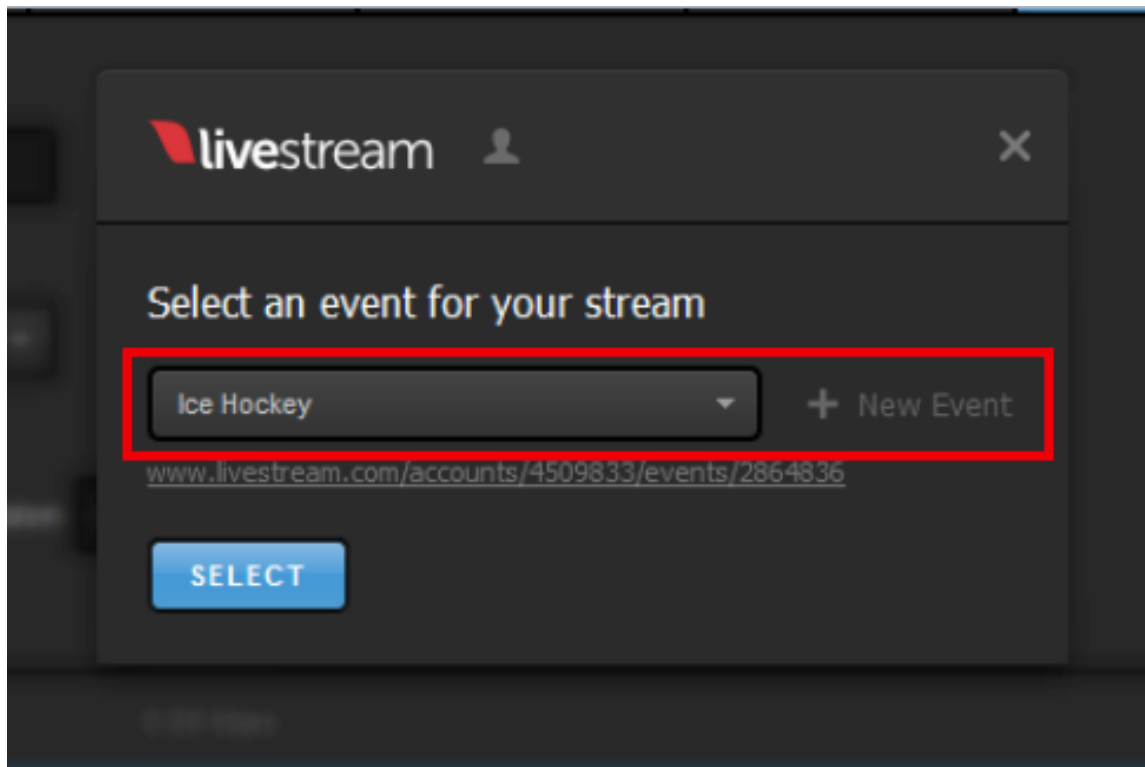 livestream
Select an event for your stream
Ice Hockey
+ New Event
www.livestream.com/accounts/4509833/events/2864836
SELECT